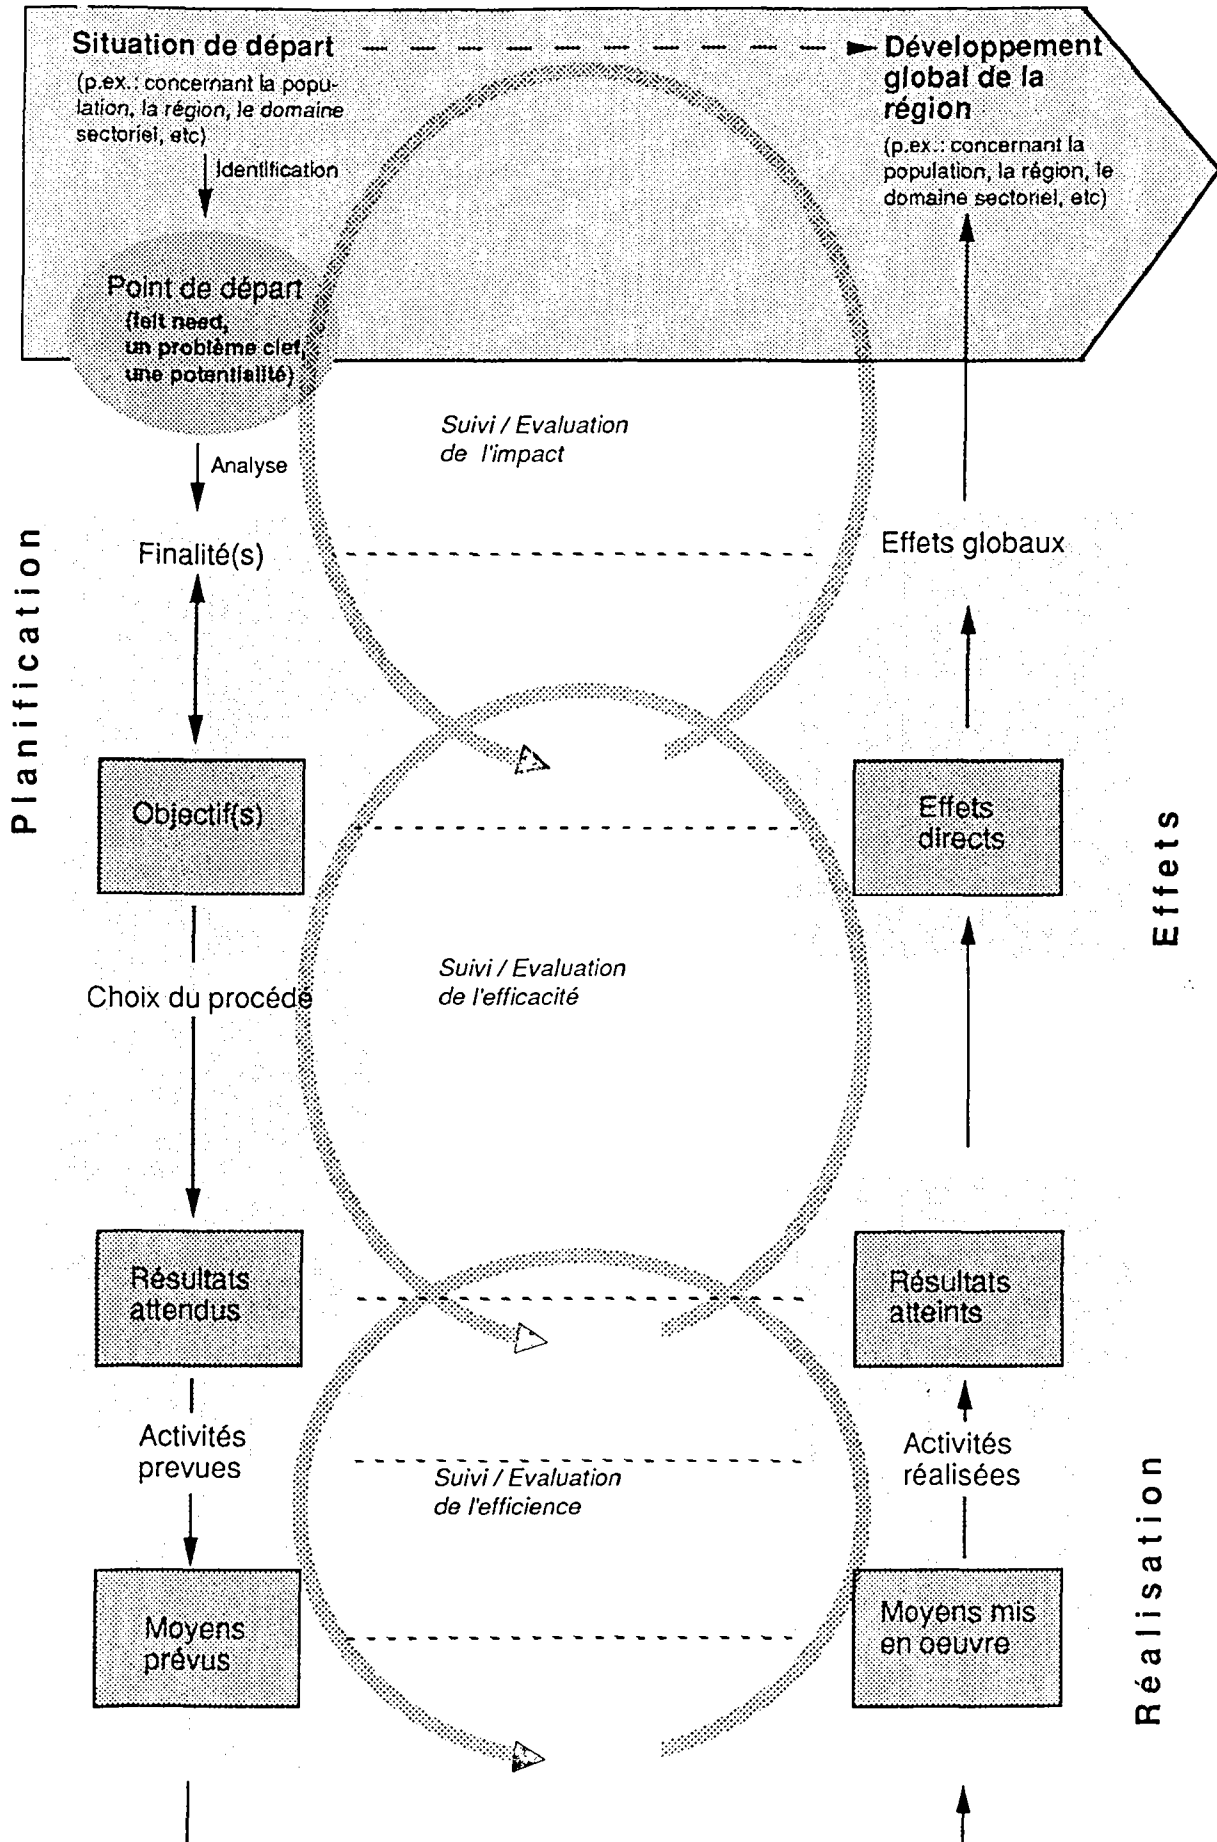 Situation de départ
(p.ex.: concernant la popu-
lation, la région, le domaine
sectoriel, etc)
Identification
Point de départ
(felt need,
un problème clef,
une potentialité)
Analyse
Développement
global de la
région
(p.ex.: concernant la
population, la région, le
domaine sectoriel, etc)
Suivi / Evaluation
de l'impact
Planification
Finalité(s)
Effets globaux
Objectif(s)
Effets
directs
Effets
Choix du procédé
Suivi / Evaluation
de l'efficacité
Résultats
attendus
Résultats
atteints
Activités
prevues
Suivi / Evaluation
de l'efficience
Activités
réalisées
Réalisation
Moyens
prévus
Moyens mis
en oeuvre